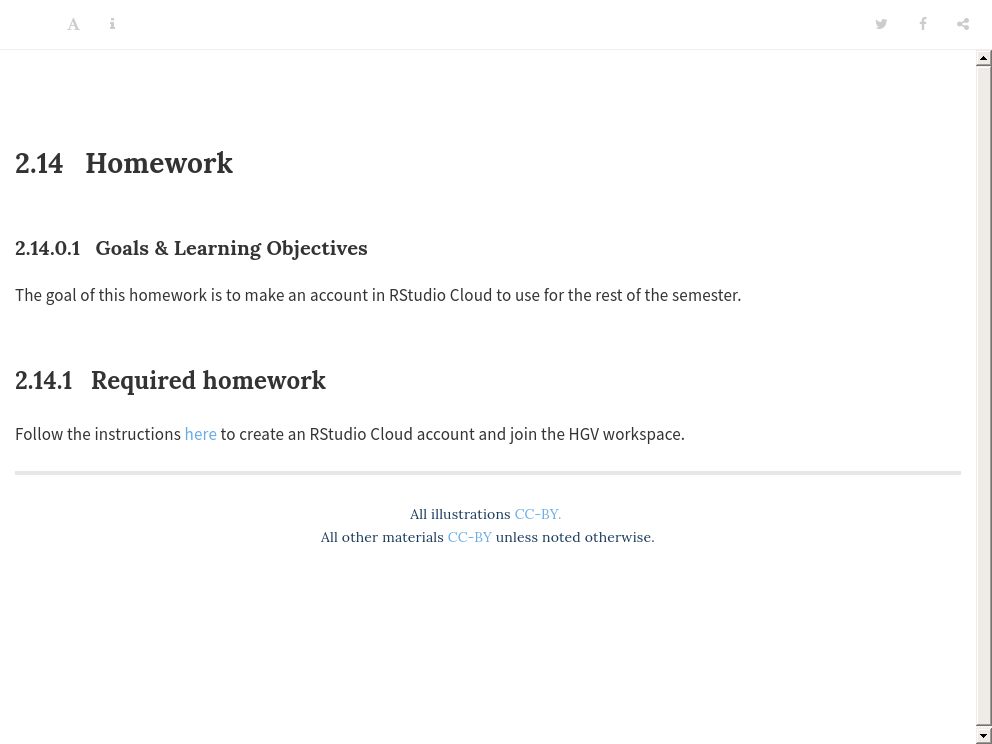 2.14 Homework
2.14.0.1 Goals & Learning Objectives
The goal of this homework is to make an account in RStudio Cloud to use for the rest of the semester.
2.14.1 Required homework
Follow the instructions here to create an RStudio Cloud account and join the HGV workspace.
All illustrations CC-BY.
All other materials CC-BY unless noted otherwise.